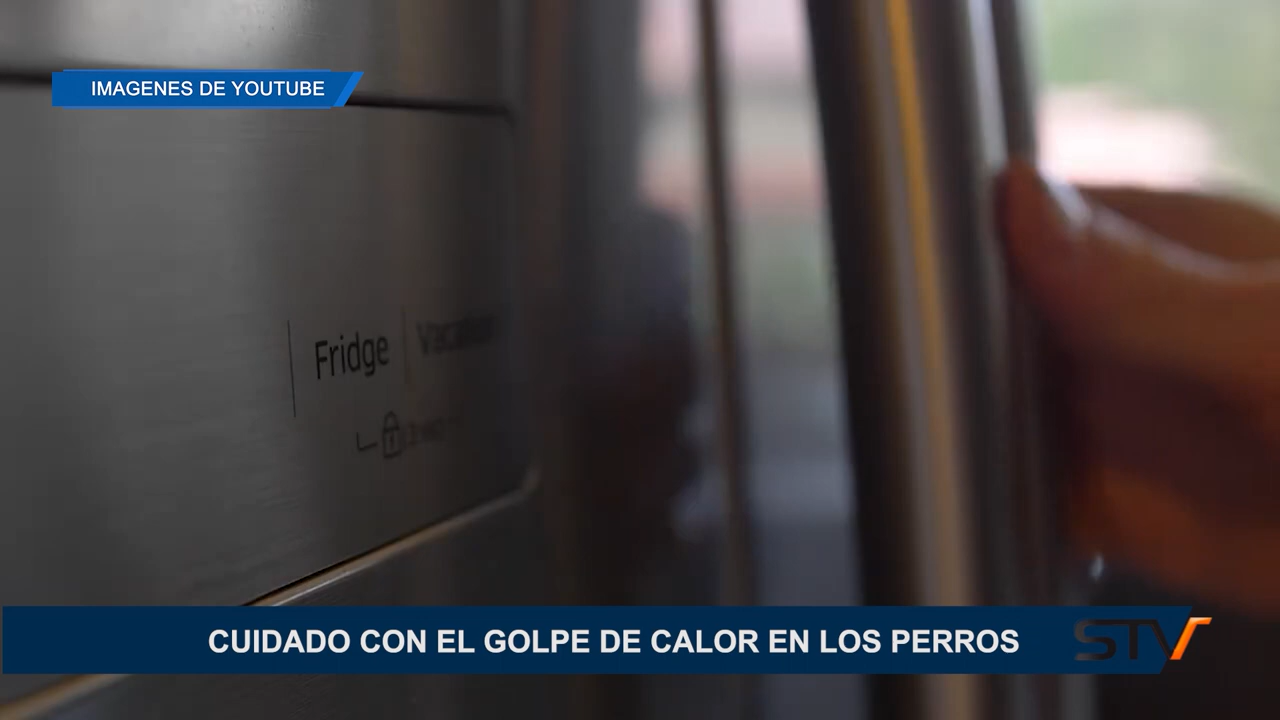 IMAGENES DE YOUTUBE
Fridge
CUIDADO CON EL GOLPE DE CALOR EN LOS PERROS
STV